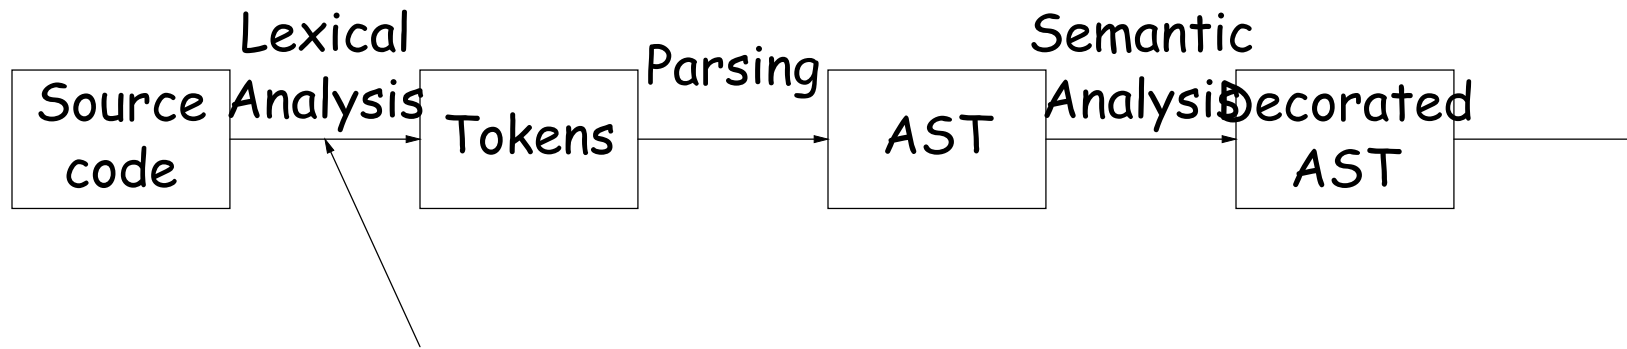 Lexical
Analysis
Parsing
Semantic
Analysis
Source
code
Tokens
AST
Decorated
AST